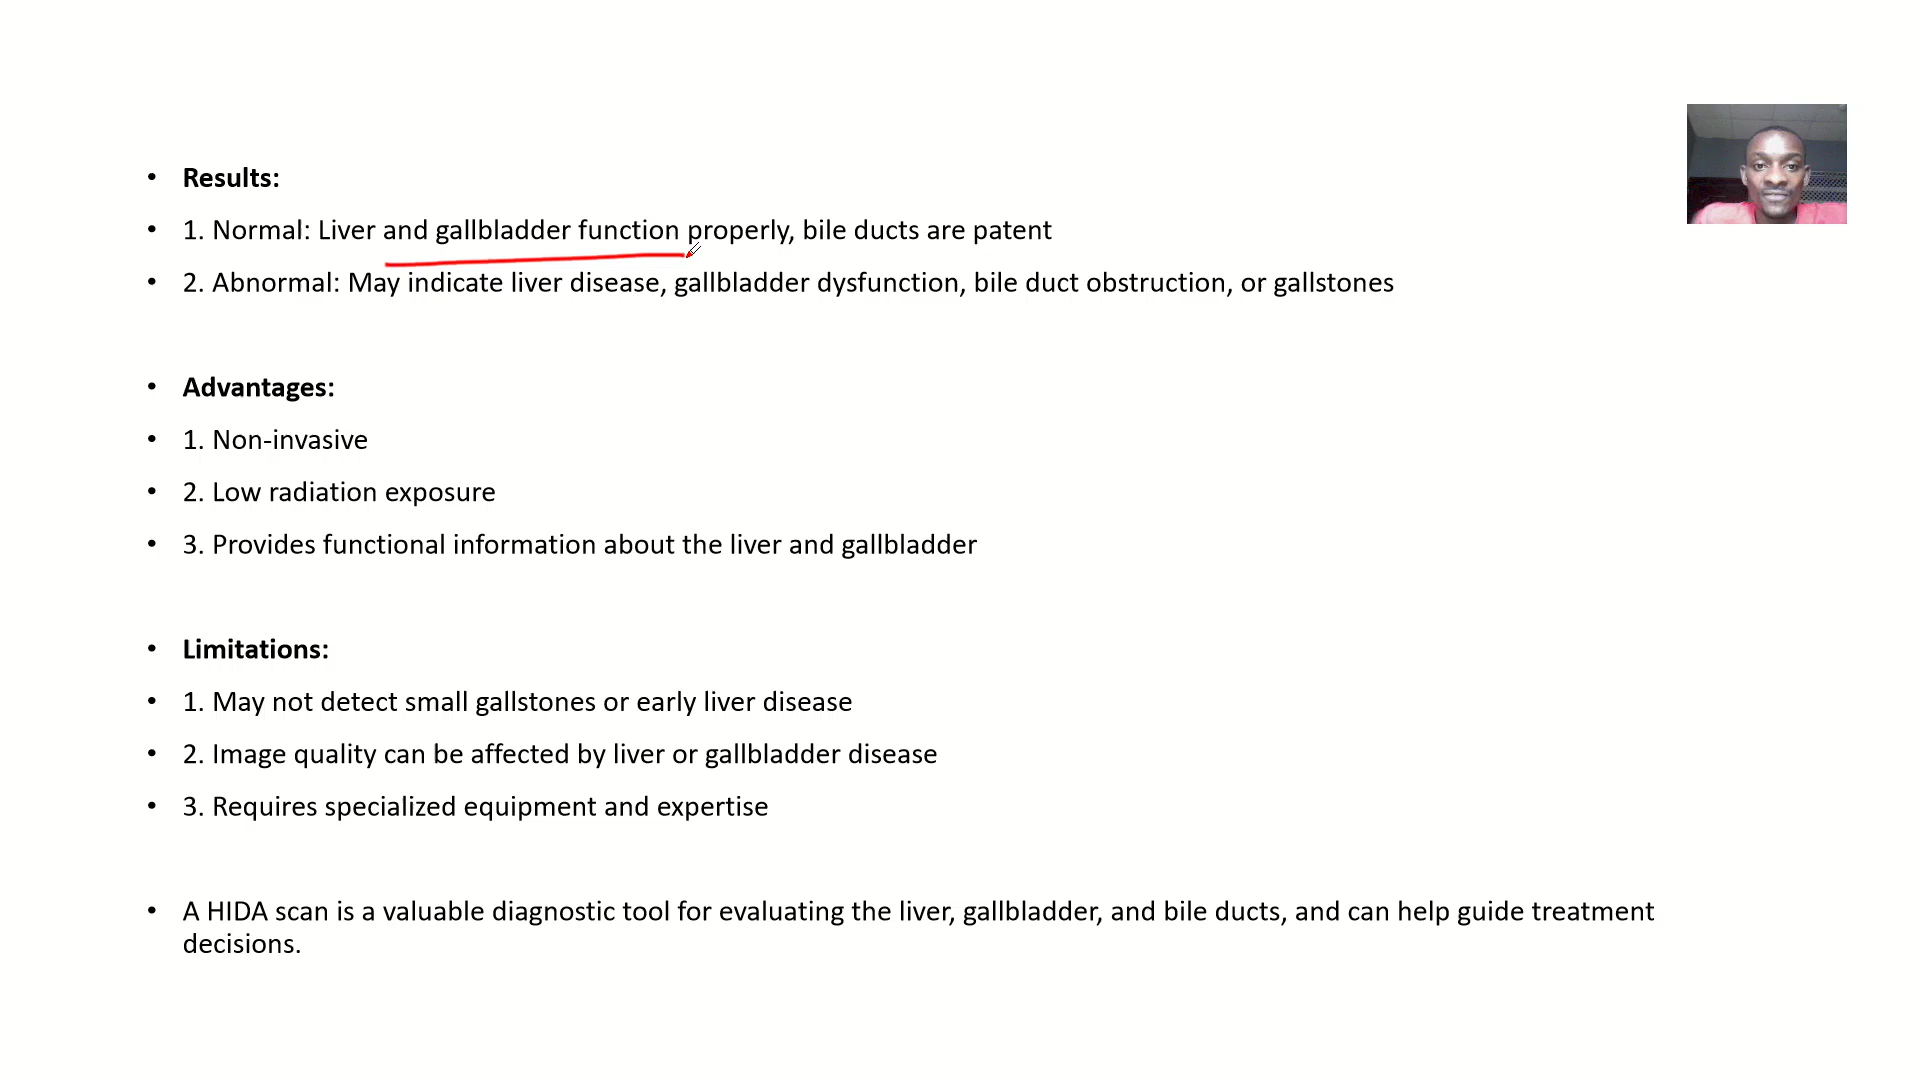 • Results:
• 1. Normal: Liver and gallbladder function properly, bile ducts are patent
• 2. Abnormal: May indicate liver disease, gallbladder dysfunction, bile duct obstruction, or gallstones
• Advantages:
• 1. Non-invasive
• 2. Low radiation exposure
• 3. Provides functional information about the liver and gallbladder
• Limitations:
• 1. May not detect small gallstones or early liver disease
• 2. Image quality can be affected by liver or gallbladder disease
• 3. Requires specialized equipment and expertise
• A HIDA scan is a valuable diagnostic tool for evaluating the liver, gallbladder, and bile ducts, and can help guide treatment
decisions.